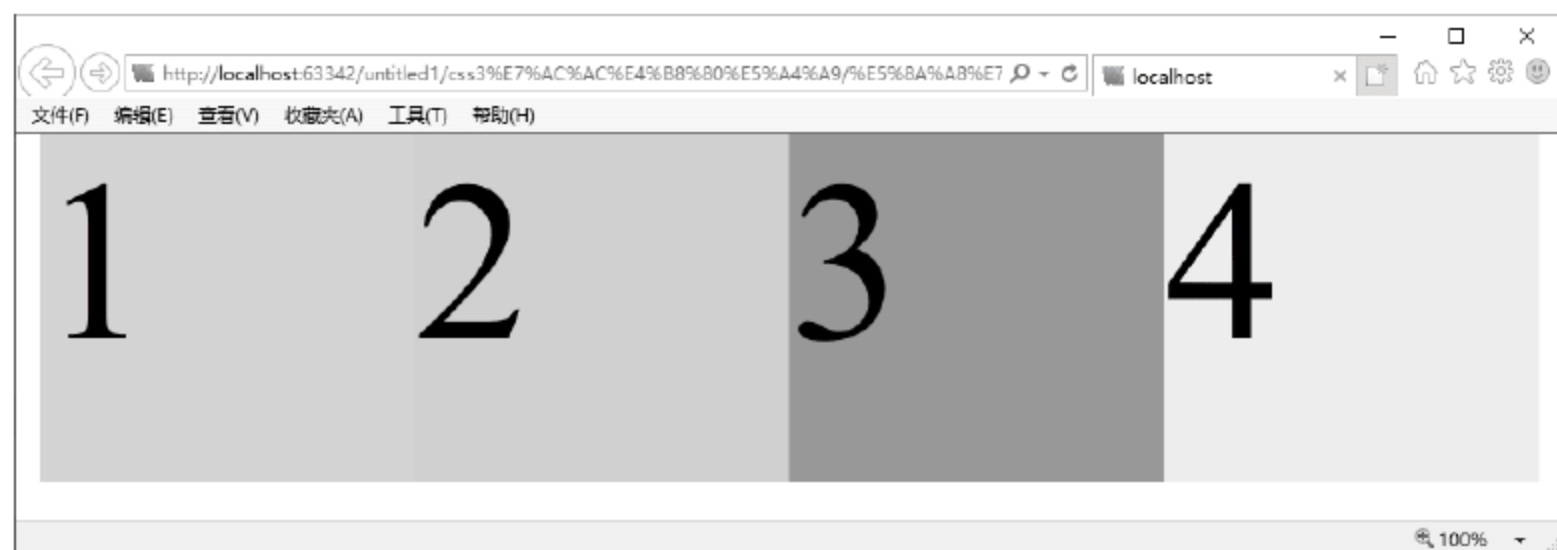 http://localhost:63342/untitled1/css3%E7%AC%AC%E4%B8%80%E5%A4%A9/%E5%8A%A8%E7
localhost
文件(F) 编辑(E) 查看(V) 收藏夹(A) 工具(T) 帮助(H)
1 2 3 4
100%